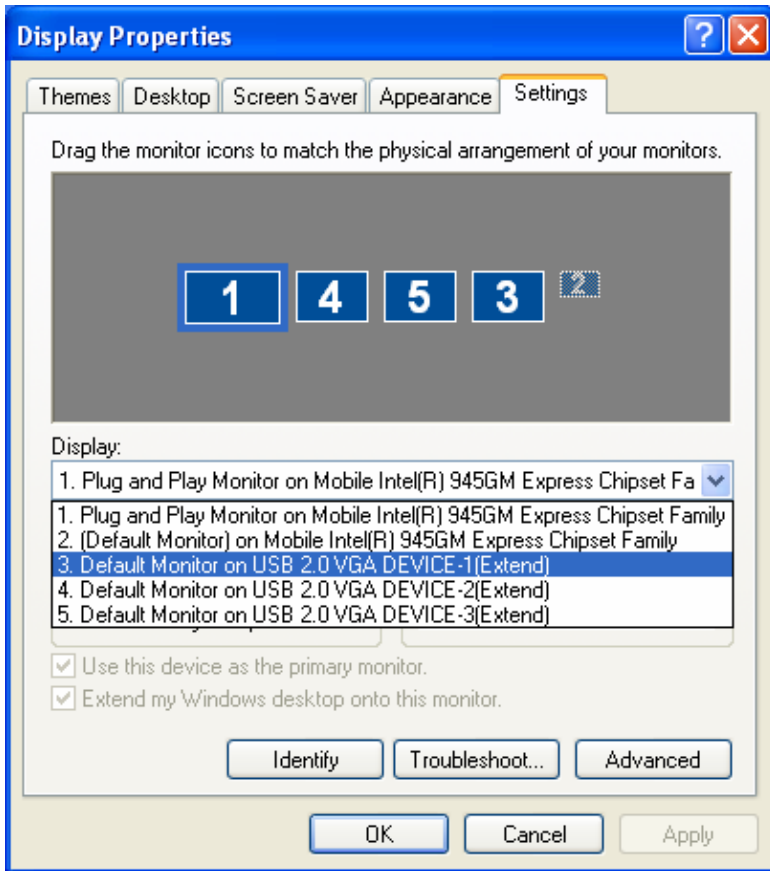 Display Properties
Themes Desktop Screen Saver Appearance Settings
Drag the monitor icons to match the physical arrangement of your monitors.
1 4 5 3 2
Display:
1. Plug and Play Monitor on Mobile Intel(R) 945GM Express Chipset Fa
1. Plug and Play Monitor on Mobile Intel(R) 945GM Express Chipset Family
2. (Default Monitor) on Mobile Intel(R) 945GM Express Chipset Family
3. Default Monitor on USB 2.0 VGA DEVICE-1(Extend)
4. Default Monitor on USB 2.0 VGA DEVICE-2(Extend)
5. Default Monitor on USB 2.0 VGA DEVICE-3(Extend)
Use this device as the primary monitor.
Extend my Windows desktop onto this monitor.
Identify Troubleshoot... Advanced
OK Cancel Apply